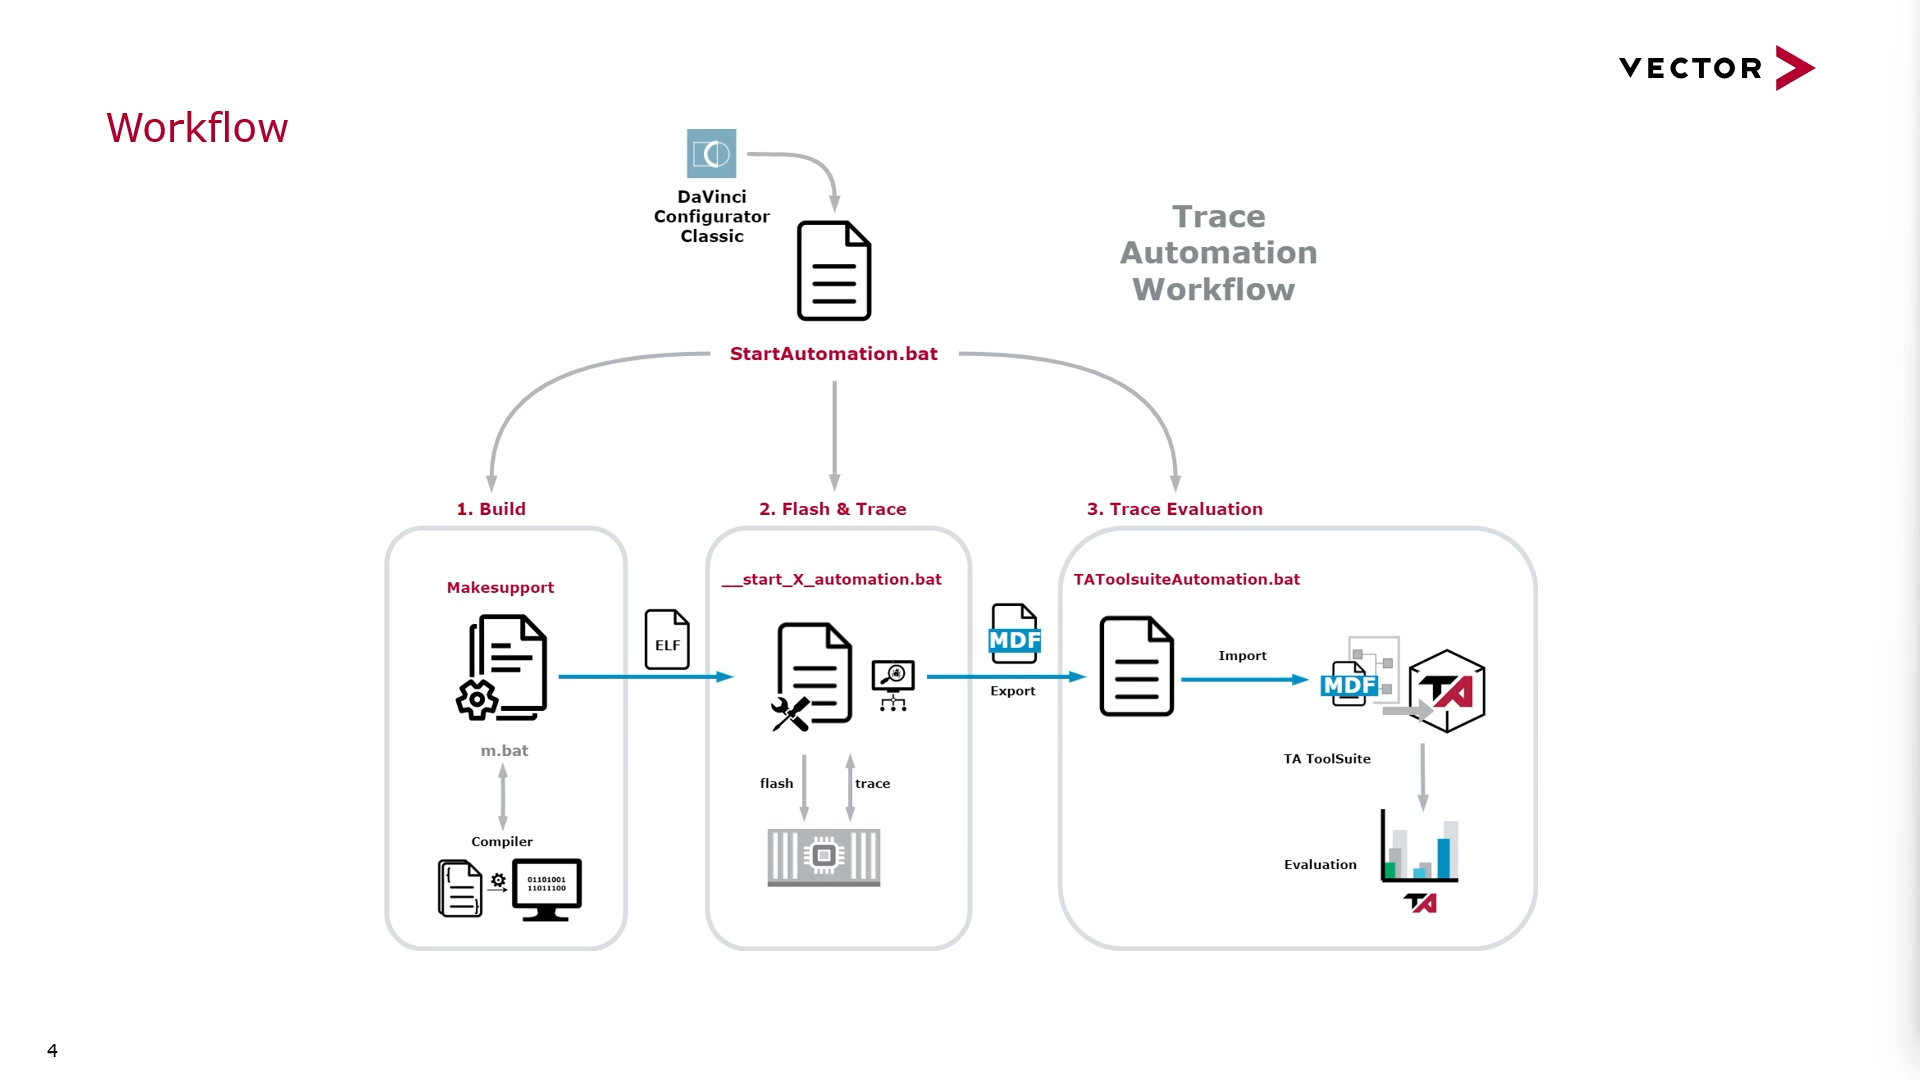 VECTOR
Workflow
DaVinci
Configurator
Classic
Trace
Automation
Workflow
StartAutomation.bat
1. Build
2. Flash & Trace
3. Trace Evaluation
Makesupport
__start_X_automation.bat
TAToolsuiteAutomation.bat
ELF
MDF
Export
Import
MDF
TA
m.bat
flash
trace
TA ToolSuite
Compiler
{
}
01101001
11011100
Evaluation
TA
4